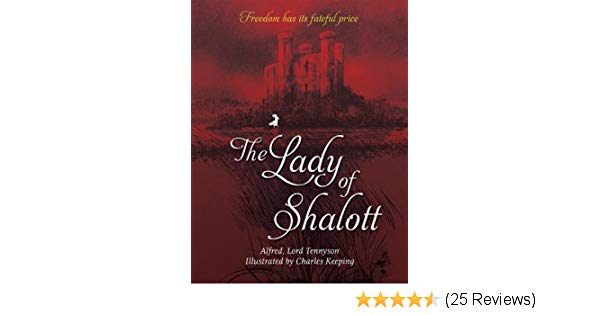 Freedom has its fateful price
The Lady
of
Shalott
Alfred, Lord Tennyson
Illustrated by Charles Keeping
(25 Reviews)